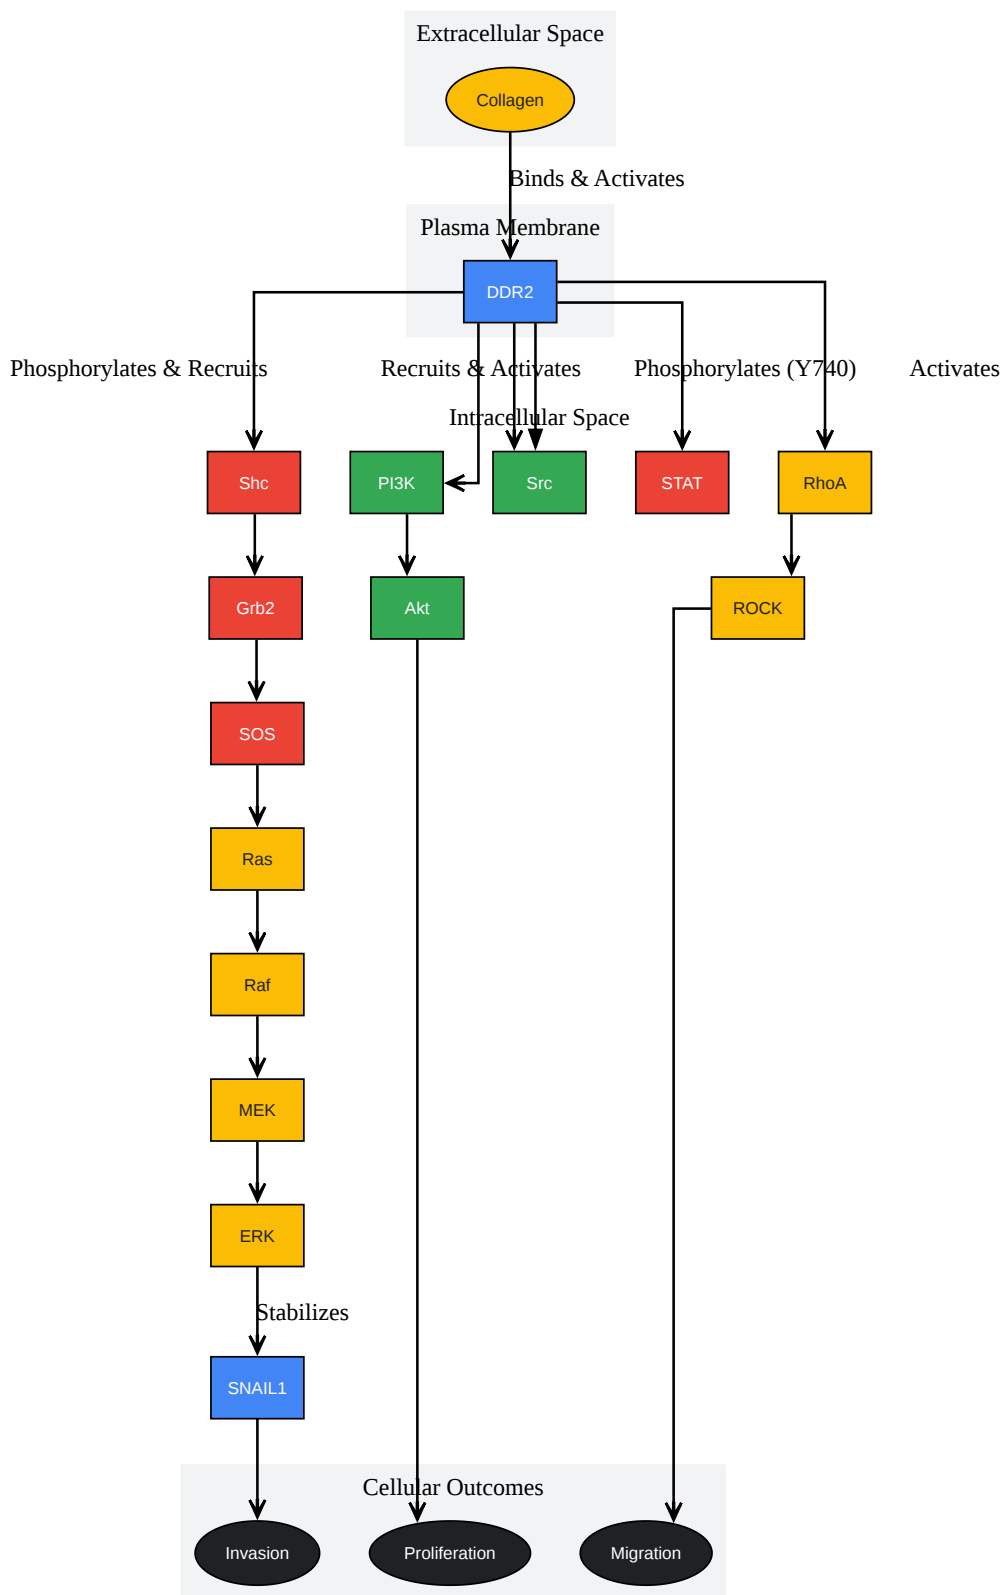 Extracellular Space
Collagen
Binds & Activates
Plasma Membrane
DDR2
Phosphorylates & Recruits
Recruits & Activates
Phosphorylates (Y740)
Activates
Intracellular Space
Shc
PI3K
Src
STAT
RhoA
Grb2
Akt
ROCK
SOS
Ras
Raf
MEK
ERK
Stabilizes
SNAIL1
Cellular Outcomes
Invasion
Proliferation
Migration